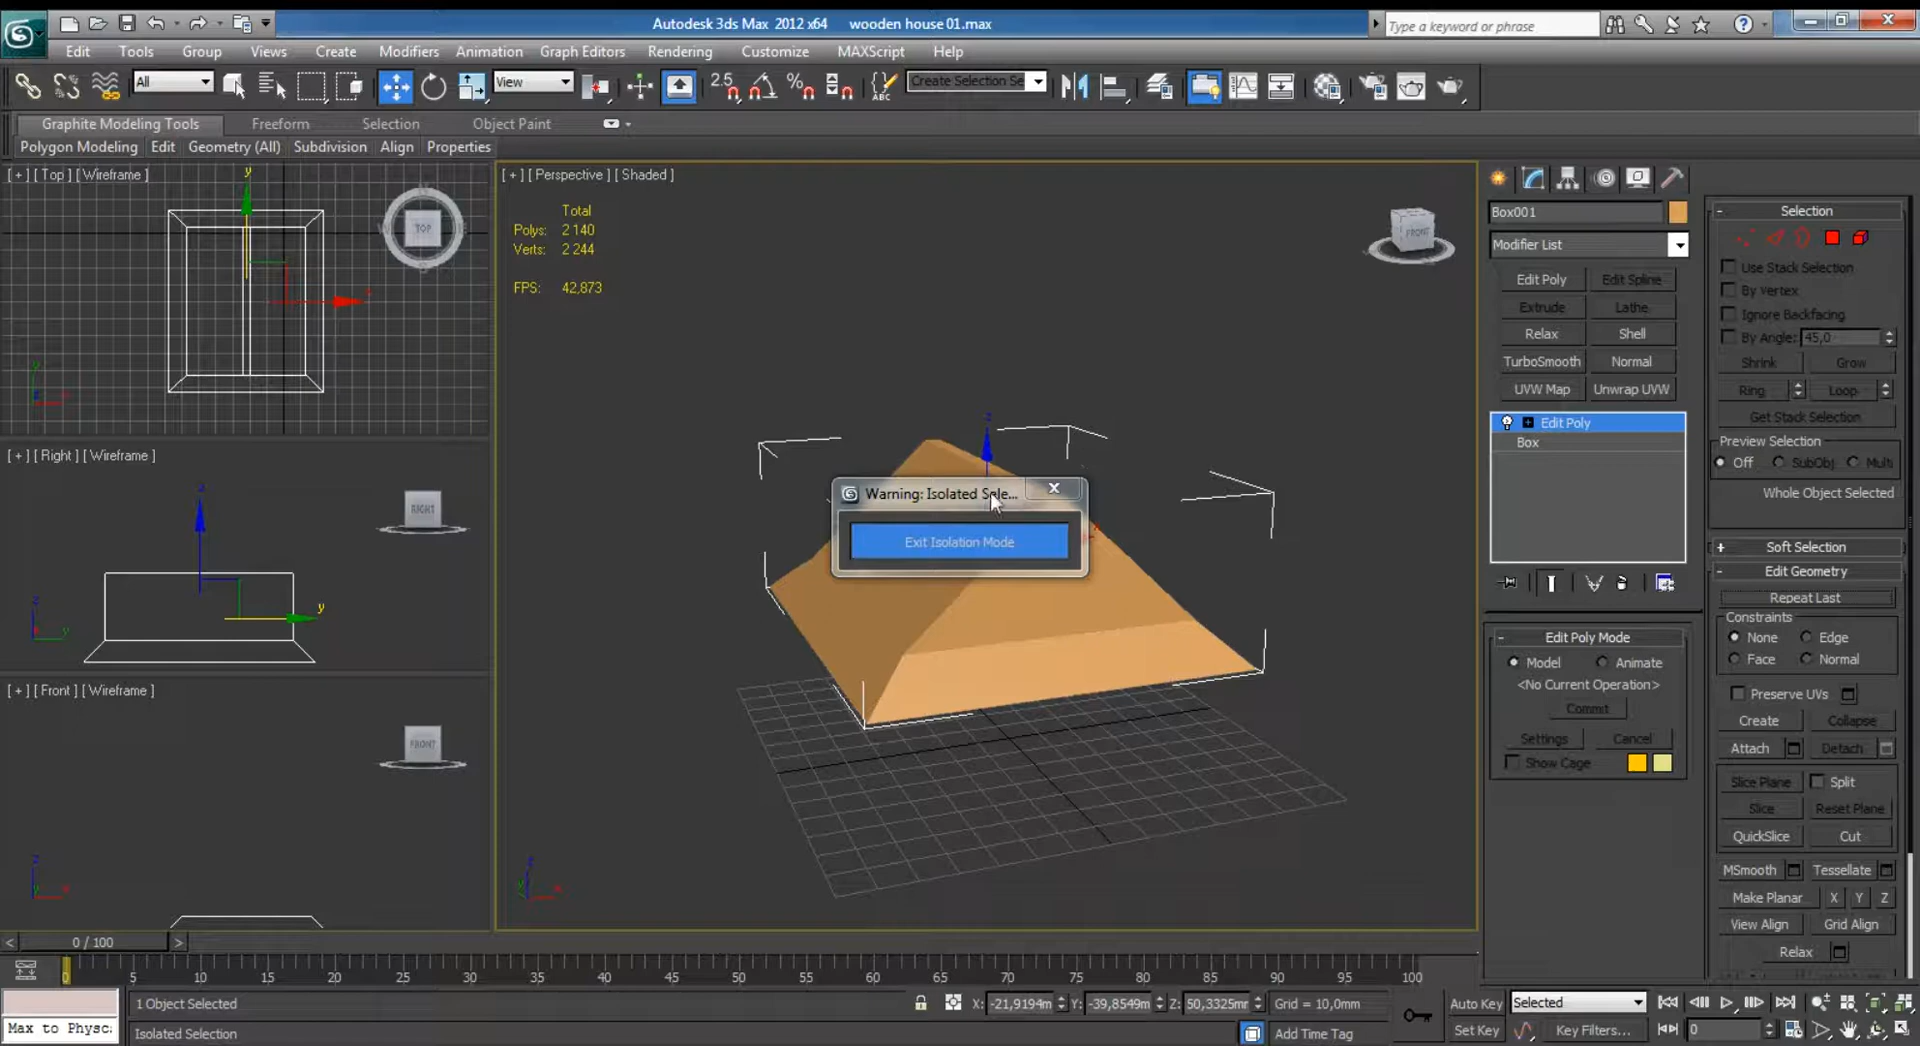 Autodesk 3ds Max 2012 x64 wooden house 01.max
Type a keyword or phrase
Edit Tools Group Views Create Modifiers Animation Graph Editors Rendering Customize MAXScript Help
All
View
2.5
ABC
Create Selection Se
Graphite Modeling Tools Freeform Selection Object Paint
Polygon Modeling Edit Geometry (All) Subdivision Align Properties
[ + ] [ Top ] [ Wireframe ]
y
TOP
x
[ + ] [ Right ] [ Wireframe ]
RIGHT
z
y
[ + ] [ Front ] [ Wireframe ]
FRONT
[ + ] [ Perspective ] [ Shaded ]
Total
Polys: 2 140
Verts: 2 244
FPS: 42,873
FRONT
z
Warning: Isolated Sele...
Exit Isolation Mode
Box001
Modifier List
Edit Poly Edit Spline
Extrude Lathe
Relax Shell
TurboSmooth Normal
UVW Map Unwrap UVW
Edit Poly
Box
Edit Poly Mode
Model Animate
<No Current Operation>
Commit
Settings Cancel
Show Cage
Selection
Use Stack Selection
By Vertex
Ignore Backfacing
By Angle: 45,0
Shrink Grow
Ring Loop
Get Stack Selection
Preview Selection
Off SubObj Multi
Whole Object Selected
Soft Selection
Edit Geometry
Repeat Last
Constraints
None Edge
Face Normal
Preserve UVs
Create Collapse
Attach Detach
Slice Plane Split
Slice Reset Plane
QuickSlice Cut
MSmooth Tessellate
Make Planar X Y Z
View Align Grid Align
Relax
< 0 / 100 >
0 5 10 15 20 25 30 35 40 45 50 55 60 65 70 75 80 85 90 95 100
Max to Physc:
1 Object Selected
Isolated Selection
X: -21,9194m Y: -39,8549m Z: 50,3325mr Grid = 10,0mm
Add Time Tag
Auto Key Selected
Set Key Key Filters... 0